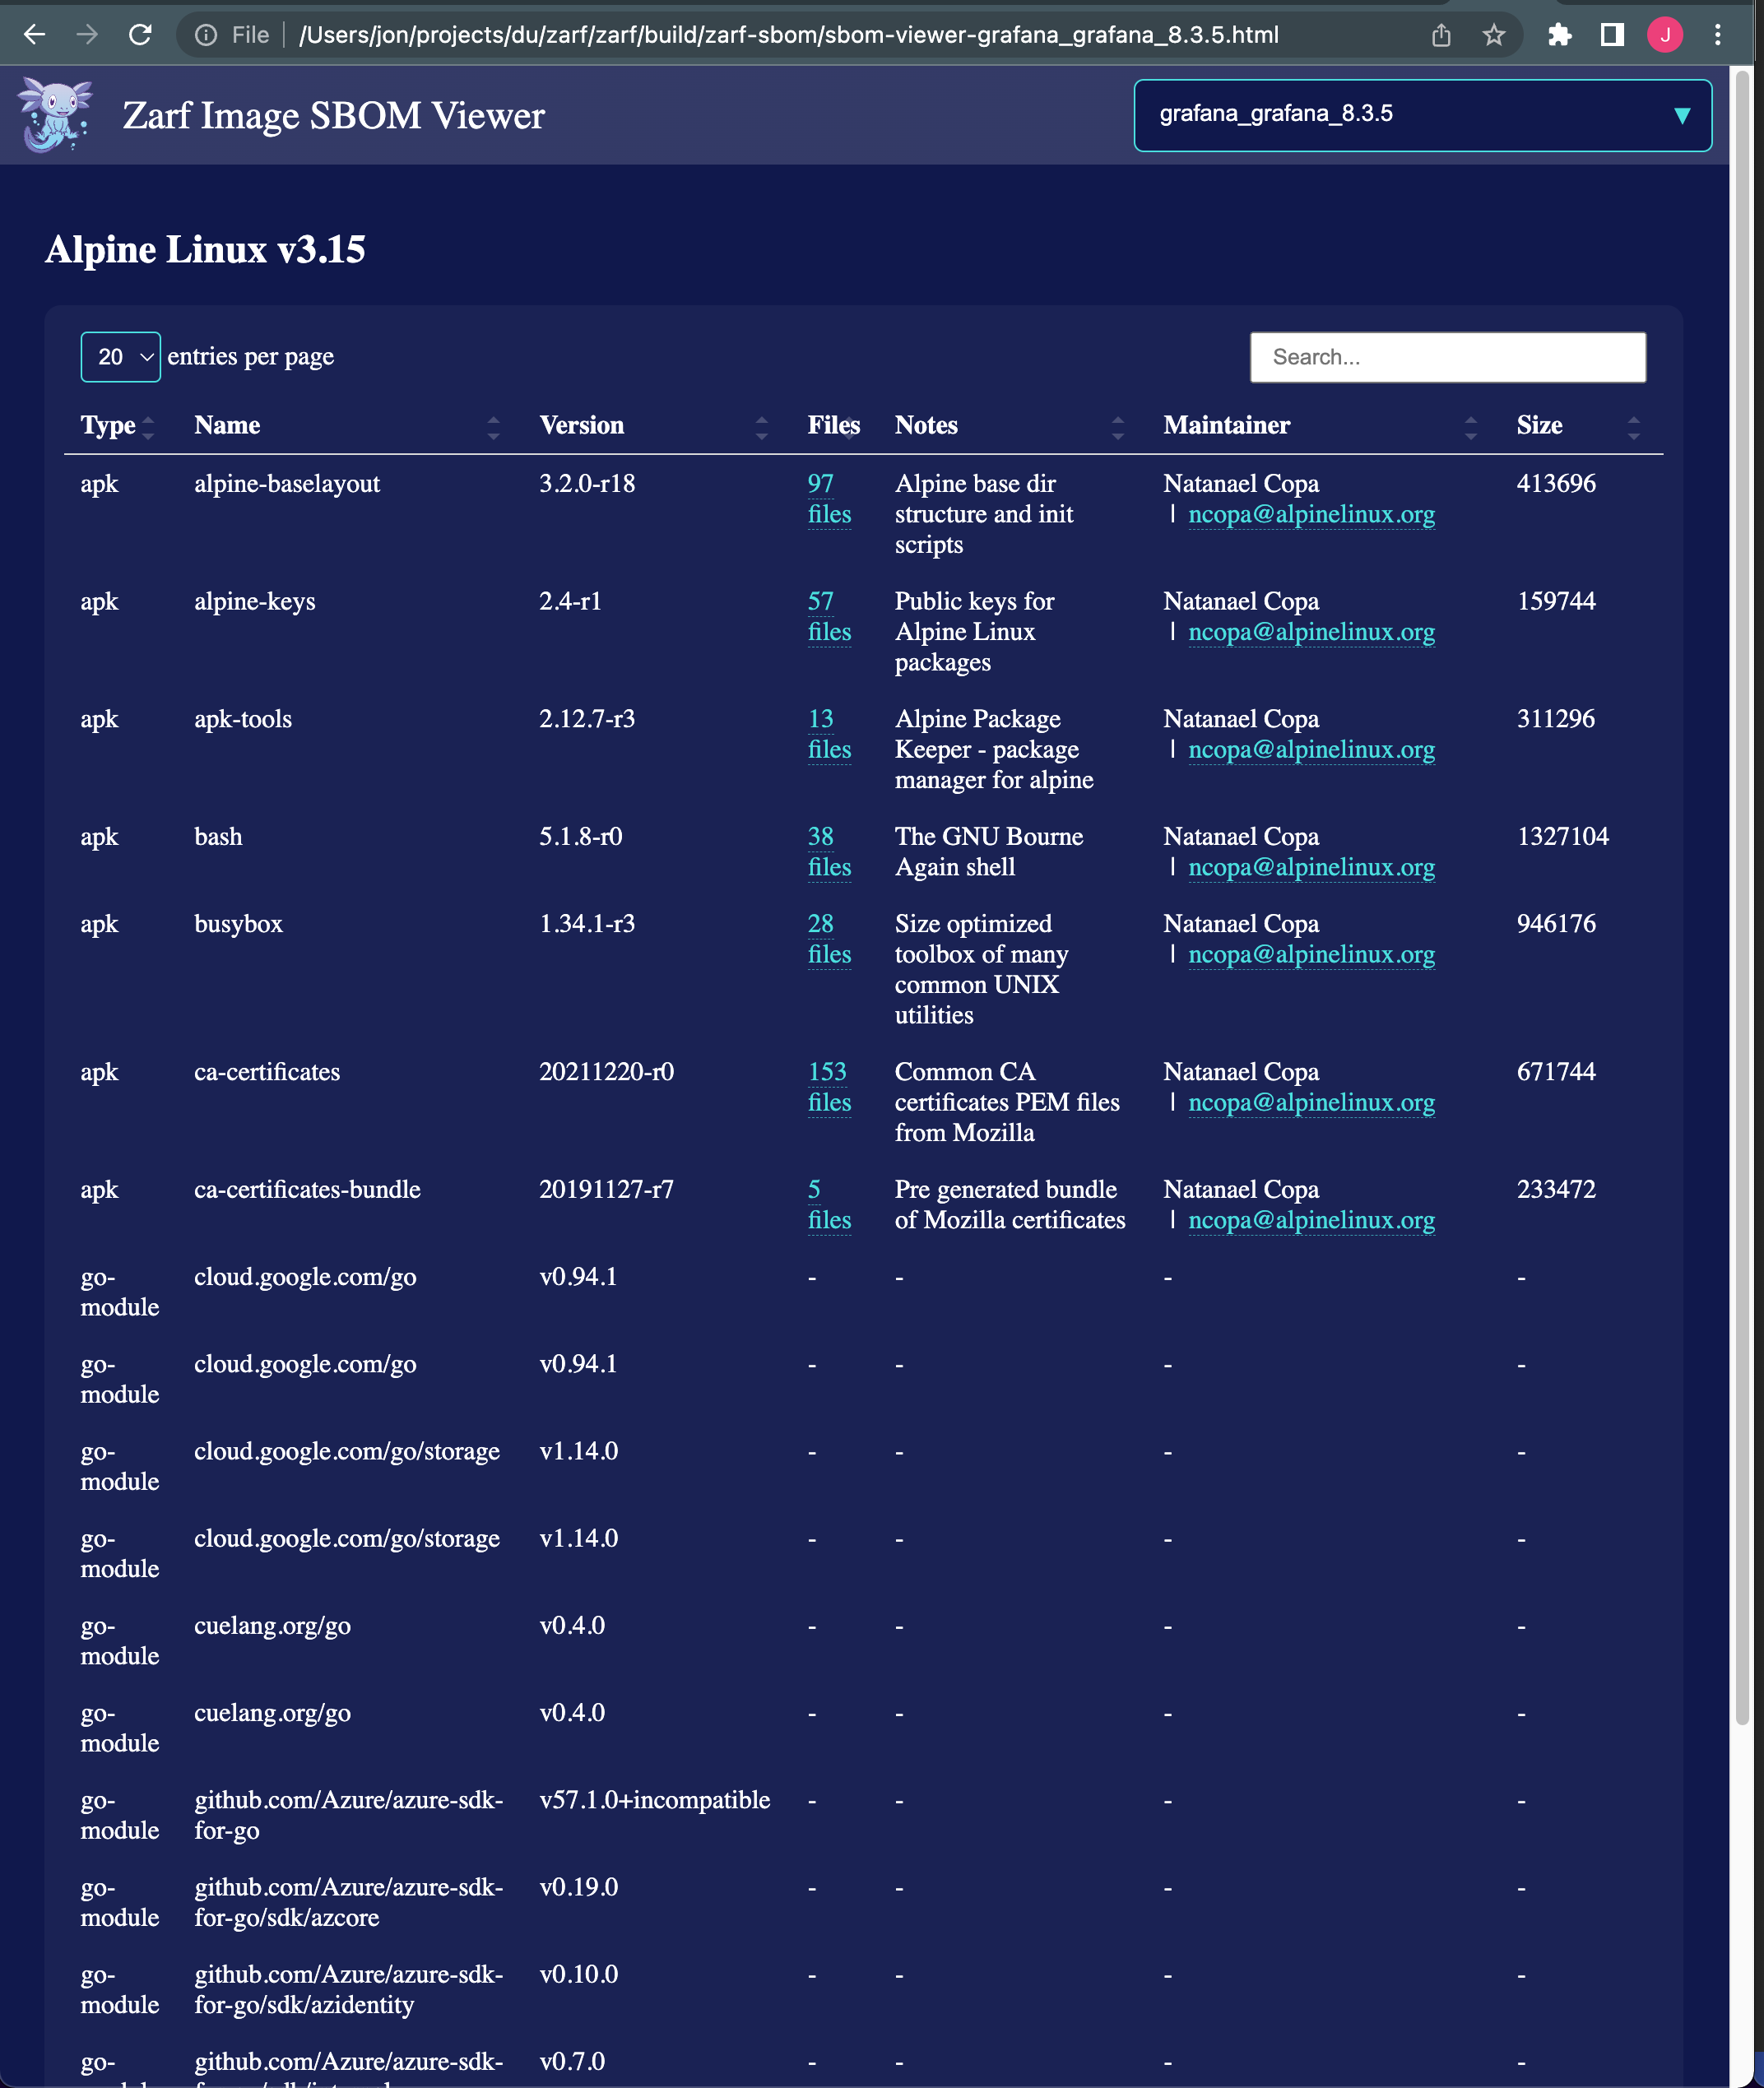 File /Users/jon/projects/du/zarf/zarf/build/zarf-sbom/sbom-viewer-grafana_grafana_8.3.5.html J
Zarf Image SBOM Viewer grafana_grafana_8.3.5
Alpine Linux v3.15
20 entries per page Search...
Type Name Version Files Notes Maintainer Size
apk alpine-baselayout 3.2.0-r18 97 Alpine base dir Natanael Copa 413696
files structure and init | ncopa@alpinelinux.org
scripts
apk alpine-keys 2.4-r1 57 Public keys for Natanael Copa 159744
files Alpine Linux | ncopa@alpinelinux.org
packages
apk apk-tools 2.12.7-r3 13 Alpine Package Natanael Copa 311296
files Keeper - package | ncopa@alpinelinux.org
manager for alpine
apk bash 5.1.8-r0 38 The GNU Bourne Natanael Copa 1327104
files Again shell | ncopa@alpinelinux.org
apk busybox 1.34.1-r3 28 Size optimized Natanael Copa 946176
files toolbox of many | ncopa@alpinelinux.org
common UNIX
utilities
apk ca-certificates 20211220-r0 153 Common CA Natanael Copa 671744
files certificates PEM files | ncopa@alpinelinux.org
from Mozilla
apk ca-certificates-bundle 20191127-r7 5 Pre generated bundle Natanael Copa 233472
files of Mozilla certificates | ncopa@alpinelinux.org
go- cloud.google.com/go v0.94.1 - - - -
module
go- cloud.google.com/go v0.94.1 - - - -
module
go- cloud.google.com/go/storage v1.14.0 - - - -
module
go- cloud.google.com/go/storage v1.14.0 - - - -
module
go- cuelang.org/go v0.4.0 - - - -
module
go- cuelang.org/go v0.4.0 - - - -
module
go- github.com/Azure/azure-sdk- v57.1.0+incompatible - - - -
module for-go
go- github.com/Azure/azure-sdk- v0.19.0 - - - -
module for-go/sdk/azcore
go- github.com/Azure/azure-sdk- v0.10.0 - - - -
module for-go/sdk/azidentity
go- github.com/Azure/azure-sdk- v0.7.0 - - - -